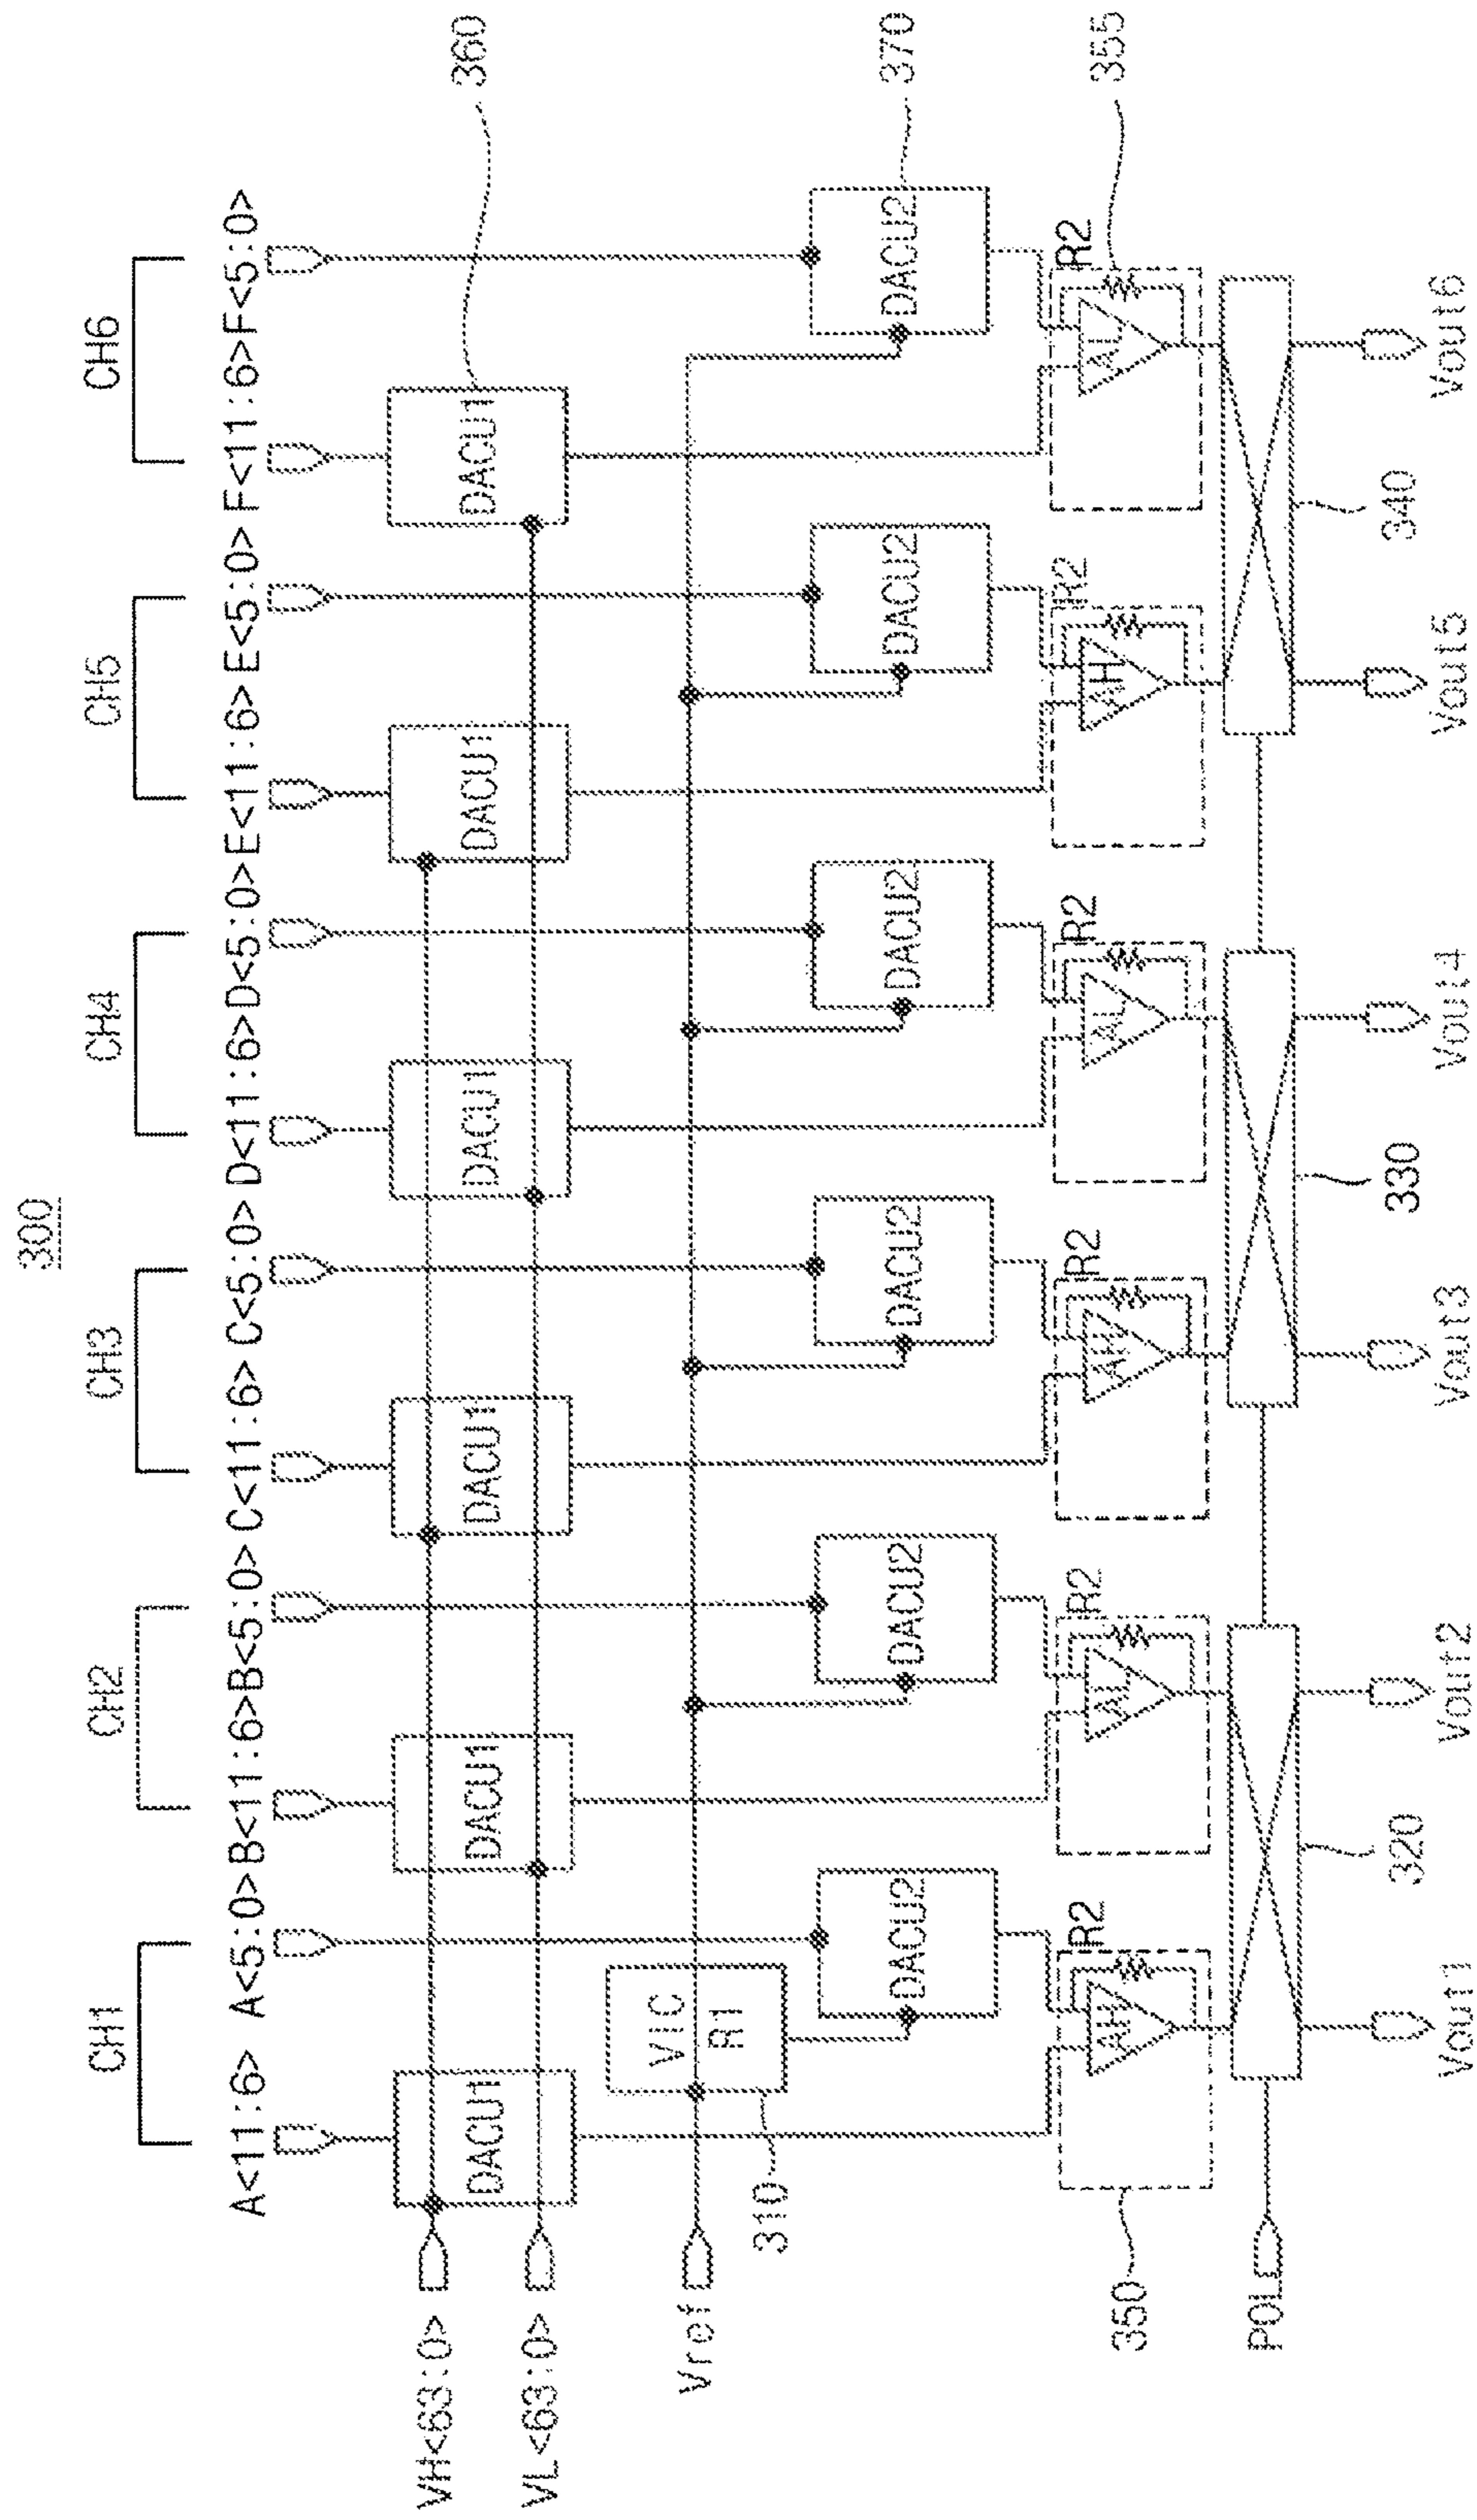 300
CH1 CH2 CH3 CH4 CH5 CH6
A<11:6> A<5:0>B<11:6>B<5:0>C<11:6>C<5:0>D<11:6>D<5:0>E<11:6>E<5:0>F<11:6>F<5:0>
VH<63:0>
DACU1 DACU1 DACU1 DACU1 DACU1 DACU1
360
VL<63:0>
Vref
VIC
R1
310
DACU2 DACU2 DACU2 DACU2 DACU2 DACU2
370
R2 R2 R2 R2 R2 R2
AH AL AH AL AH AL
350
355
POL
320 330 340
Vout1 Vout2 Vout3 Vout4 Vout5 Vout6